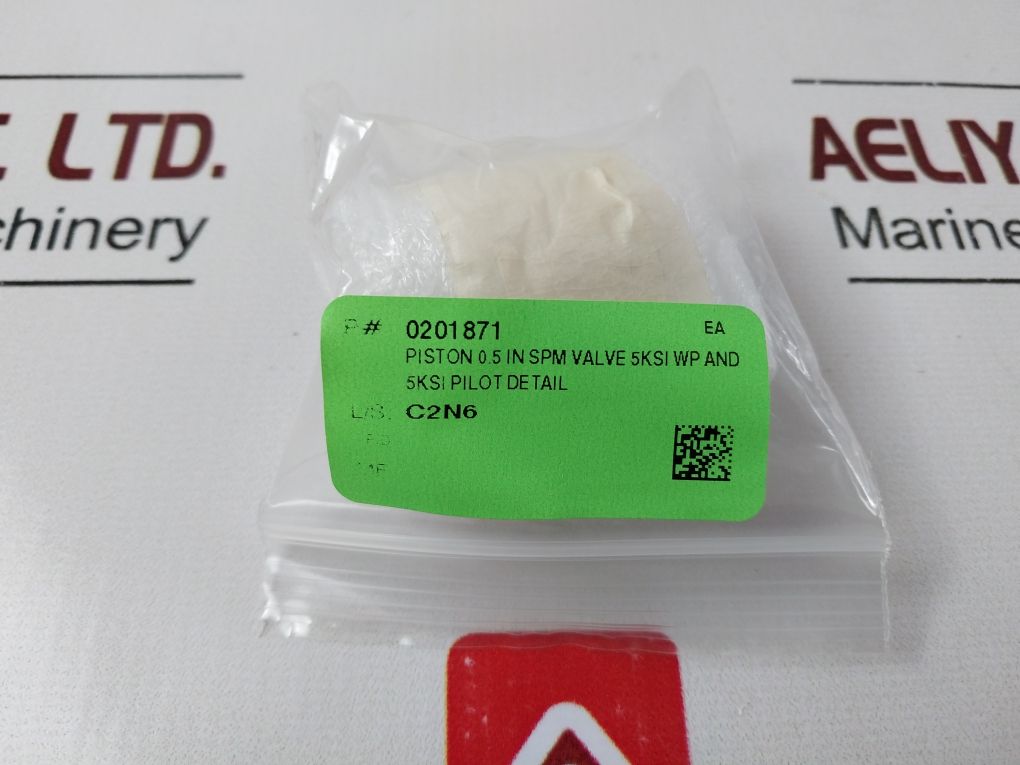 LTD.
AELIY
chinery
Marine
P# 0201871 EA
PISTON 0.5 IN SPM VALVE 5KSI WP AND
5KSI PILOT DETAIL
C2N6